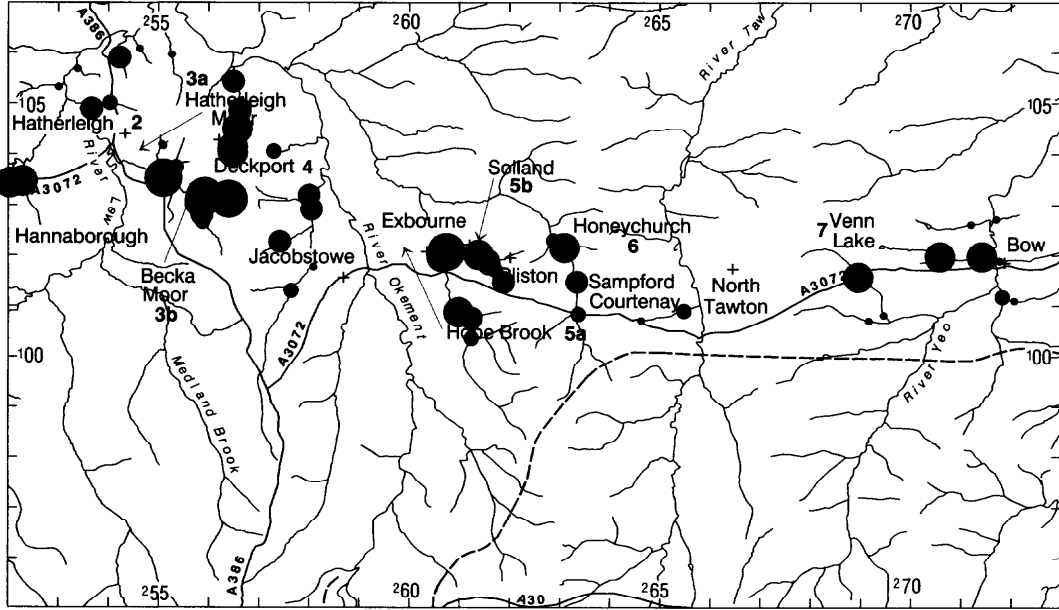 A386
255
260
265
270
River Taw
3a
105
Hatherleigh
Moor
105
Hatherleigh 2
Deckport 4
A3072
River Lew
Solland
5b
Hannaborough
Exbourne
Honeychurch
6
7 Venn
Lake
Bow
Jacobstowe
River Okement
Becka
Moor
3b
Sampford
Courtenay
North
Tawton
A3072
Hole Brook
5a
A3072
100
100
River Yeo
Medland Brook
A386
255
260
265
270
A30